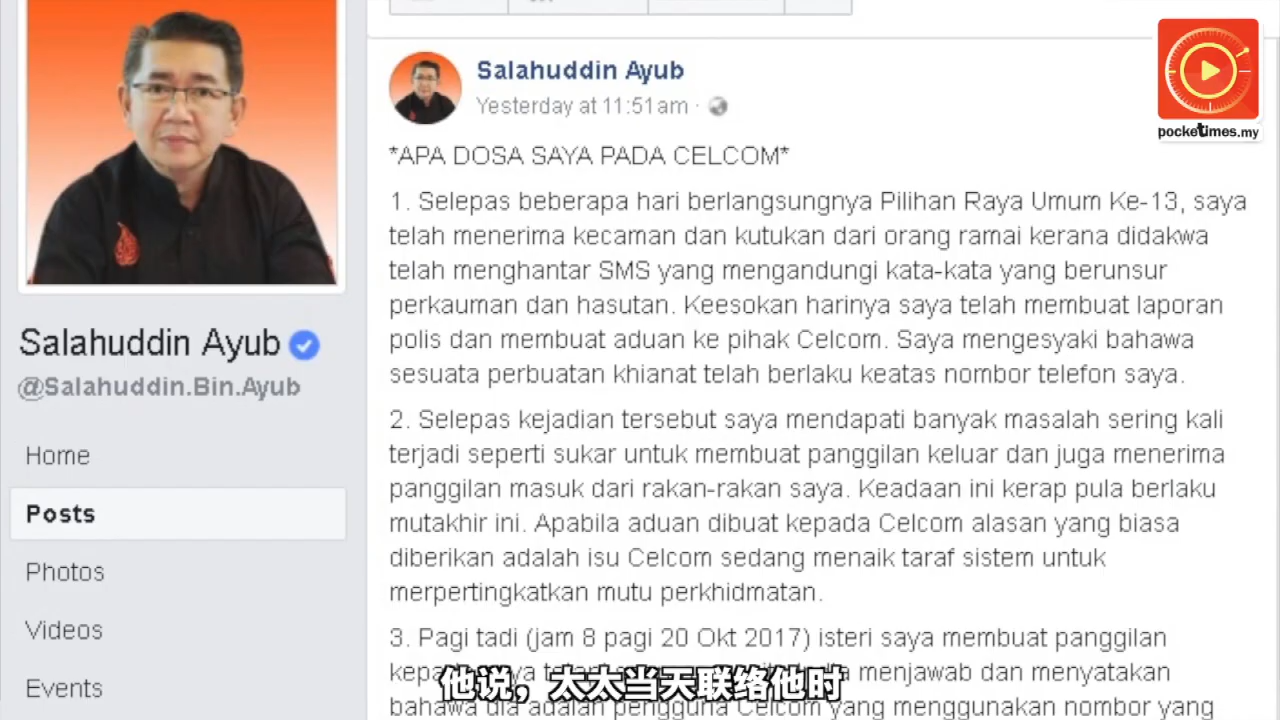 Salahuddin Ayub
@Salahuddin.Bin.Ayub
Home
Posts
Photos
Videos
Events
Salahuddin Ayub
Yesterday at 11:51am ·
*APA DOSA SAYA PADA CELCOM*
1. Selepas beberapa hari berlangsungnya Pilihan Raya Umum Ke-13, saya
telah menerima kecaman dan kutukan dari orang ramai kerana didakwa
telah menghantar SMS yang mengandungi kata-kata yang berunsur
perkauman dan hasutan. Keesokan harinya saya telah membuat laporan
polis dan membuat aduan ke pihak Celcom. Saya mengesyaki bahawa
sesuata perbuatan khianat telah berlaku keatas nombor telefon saya.
2. Selepas kejadian tersebut saya mendapati banyak masalah sering kali
terjadi seperti sukar untuk membuat panggilan keluar dan juga menerima
panggilan masuk dari rakan-rakan saya. Keadaan ini kerap pula berlaku
mutakhir ini. Apabila aduan dibuat kepada Celcom alasan yang biasa
diberikan adalah isu Celcom sedang menaik taraf sistem untuk
merpertingkatkan mutu perkhidmatan.
3. Pagi tadi (jam 8 pagi 20 Okt 2017) isteri saya membuat panggilan
menjawab dan menyatakan
bahawa dia adalah pengguna Celcom yang menggunakan nombor yang
他说，太太当天联络他时
pocketimes.my